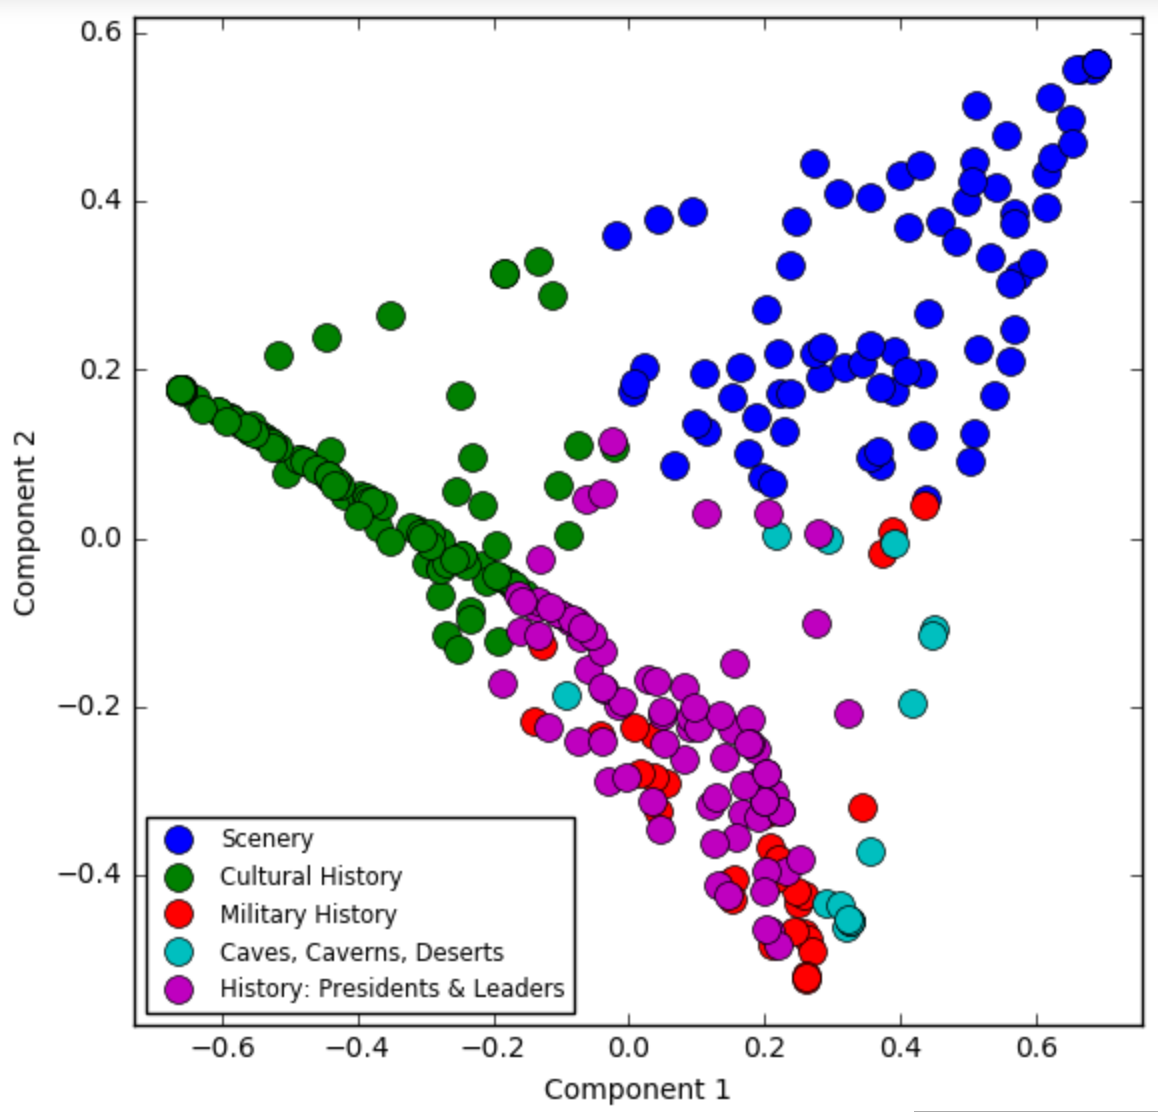 0.6
0.4
0.2
0.0
−0.2
−0.4
Component 2
Scenery
Cultural History
Military History
Caves, Caverns, Deserts
History: Presidents & Leaders
−0.6 −0.4 −0.2 0.0 0.2 0.4 0.6
Component 1